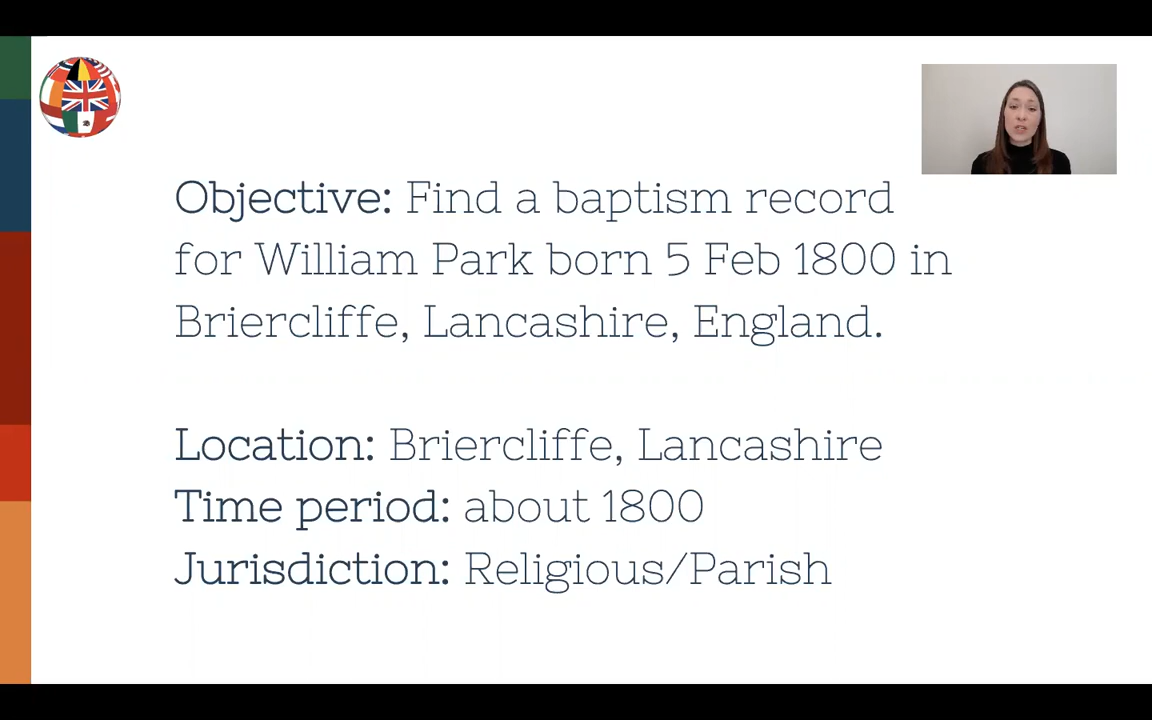 Objective: Find a baptism record
for William Park born 5 Feb 1800 in
Briercliffe, Lancashire, England.
Location: Briercliffe, Lancashire
Time period: about 1800
Jurisdiction: Religious/Parish